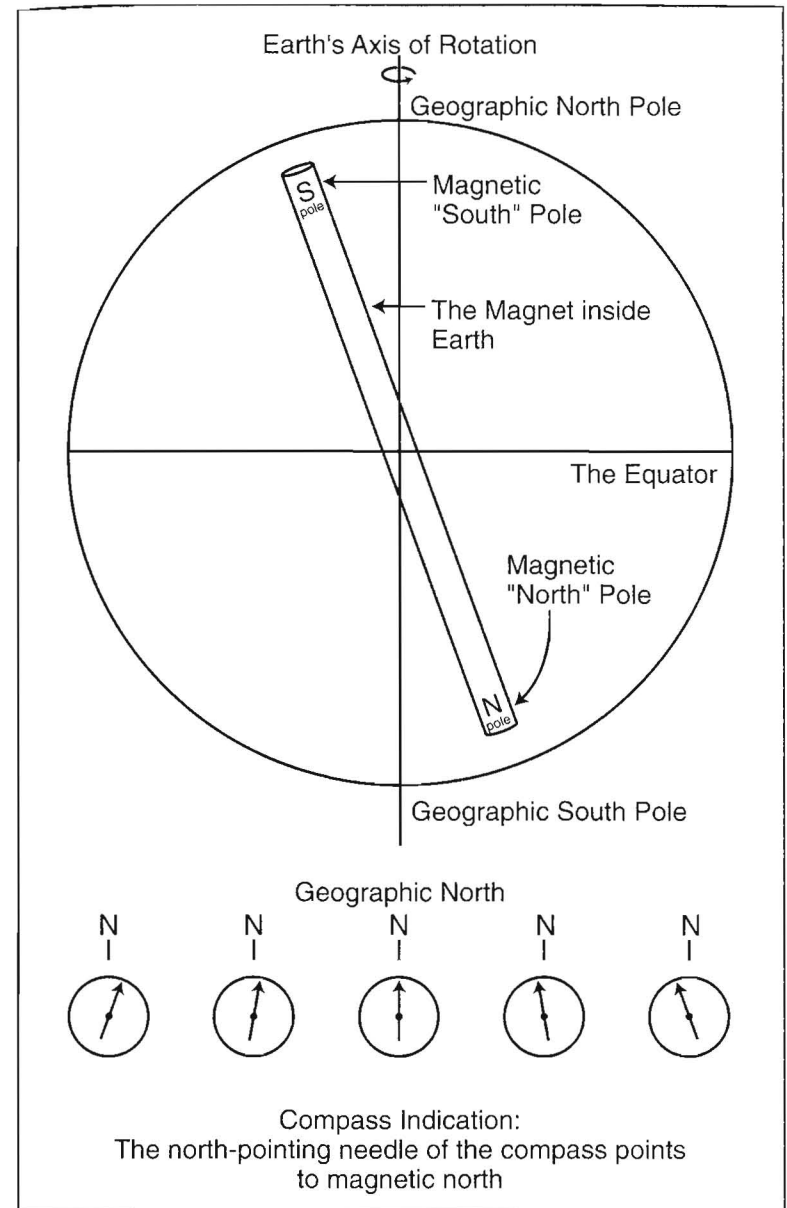 Earth's Axis of Rotation
Geographic North Pole
S
pole
Magnetic
"South" Pole
The Magnet inside
Earth
The Equator
Magnetic
"North" Pole
N
pole
Geographic South Pole
Geographic North
N N N N N
Compass Indication:
The north-pointing needle of the compass points
to magnetic north